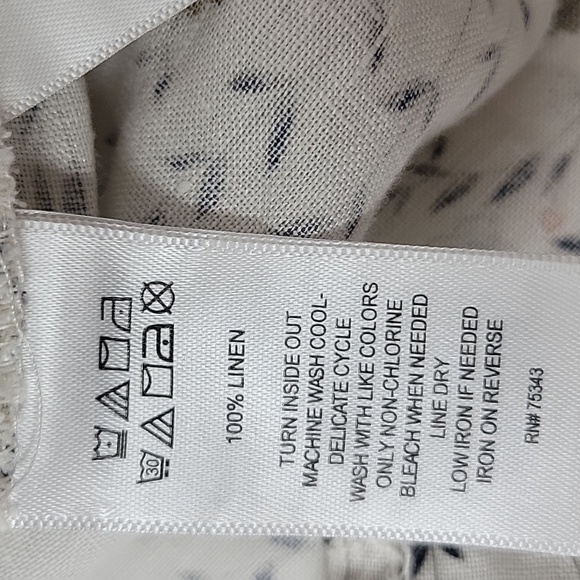 30
100% LINEN
TURN INSIDE OUT
MACHINE WASH COOL-
DELICATE CYCLE
WASH WITH LIKE COLORS
ONLY NON-CHLORINE
BLEACH WHEN NEEDED
LINE DRY
LOW IRON IF NEEDED
IRON ON REVERSE
RN# 75343